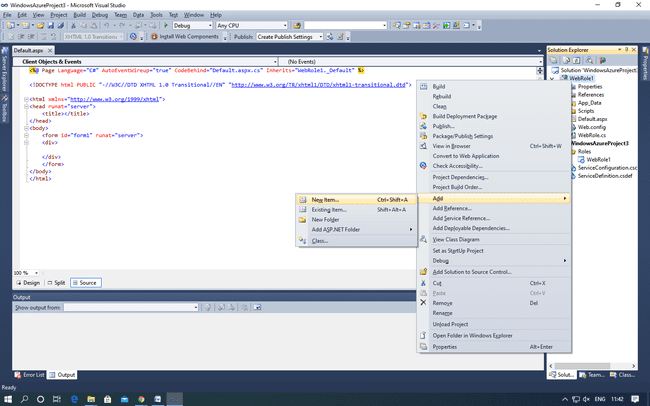 WindowsAzureProject3 - Microsoft Visual Studio
File Edit View Project Build Debug Team Data Tools Test Window Help
Debug Any CPU
XHTML 1.0 Transitional Install Web Components Publish: Create Publish Settings
Server Explorer
Toolbox
Default.aspx
Client Objects & Events (No Events)
<%@ Page Language="C#" AutoEventWireup="true" CodeBehind="Default.aspx.cs" Inherits="WebRole1._Default" %>
<!DOCTYPE html PUBLIC "-//W3C//DTD XHTML 1.0 Transitional//EN" "http://www.w3.org/TR/xhtml1/DTD/xhtml1-transitional.dtd">
<html xmlns="http://www.w3.org/1999/xhtml">
<head runat="server">
<title></title>
</head>
<body>
<form id="form1" runat="server">
<div>
</div>
</form>
</body>
</html>
100 %
Design Split Source
Output
Show output from:
Error List Output
Ready
Build
Rebuild
Clean
Build Deployment Package
Publish...
Package/Publish Settings
View in Browser Ctrl+Shift+W
Convert to Web Application
Check Accessibility...
Project Dependencies...
Project Build Order...
Add
Add Reference...
Add Service Reference...
Add Deployable Dependencies...
View Class Diagram
Set as StartUp Project
Debug
Add Solution to Source Control...
Cut Ctrl+X
Paste Ctrl+V
Remove Del
Rename
Unload Project
Open Folder in Windows Explorer
Properties Alt+Enter
New Item... Ctrl+Shift+A
Existing Item... Shift+Alt+A
New Folder
Add ASP.NET Folder
Class...
Solution Explorer
Solution 'WindowsAzureProject
WebRole1
Properties
References
App_Data
Scripts
Default.aspx
Web.config
WebRole.cs
WindowsAzureProject3
Roles
WebRole1
ServiceConfiguration.csc
ServiceDefinition.csdef
Solut... Team... Class...
Properties
ENG 11:42